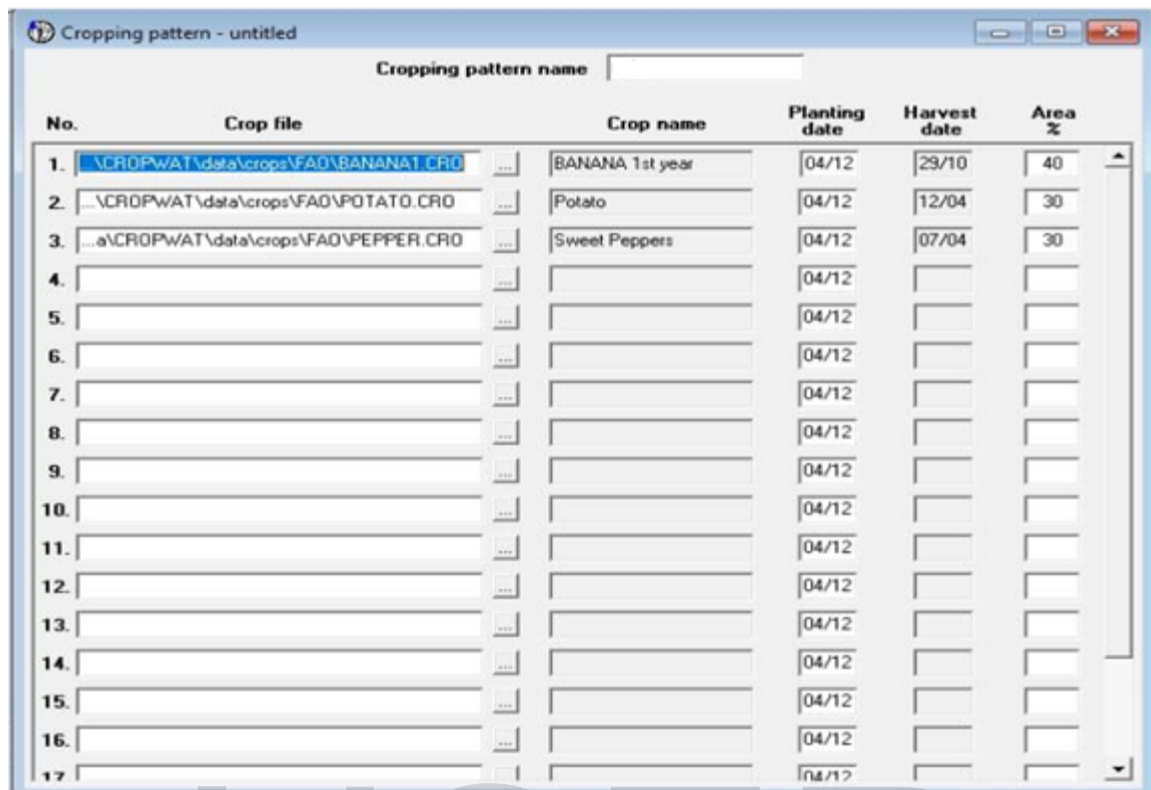 Cropping pattern - untitled
Cropping pattern name
No. Crop file Crop name Planting date Harvest date Area %
1. ...\CROPWAT\data\crops\FAO\BANANA1.CRO ... BANANA 1st year 04/12 29/10 40
2. ...\CROPWAT\data\crops\FAO\POTATO.CRO ... Potato 04/12 12/04 30
3. ...a\CROPWAT\data\crops\FAO\PEPPER.CRO ... Sweet Peppers 04/12 07/04 30
4. ... 04/12
5. ... 04/12
6. ... 04/12
7. ... 04/12
8. ... 04/12
9. ... 04/12
10. ... 04/12
11. ... 04/12
12. ... 04/12
13. ... 04/12
14. ... 04/12
15. ... 04/12
16. ... 04/12
17 04/12